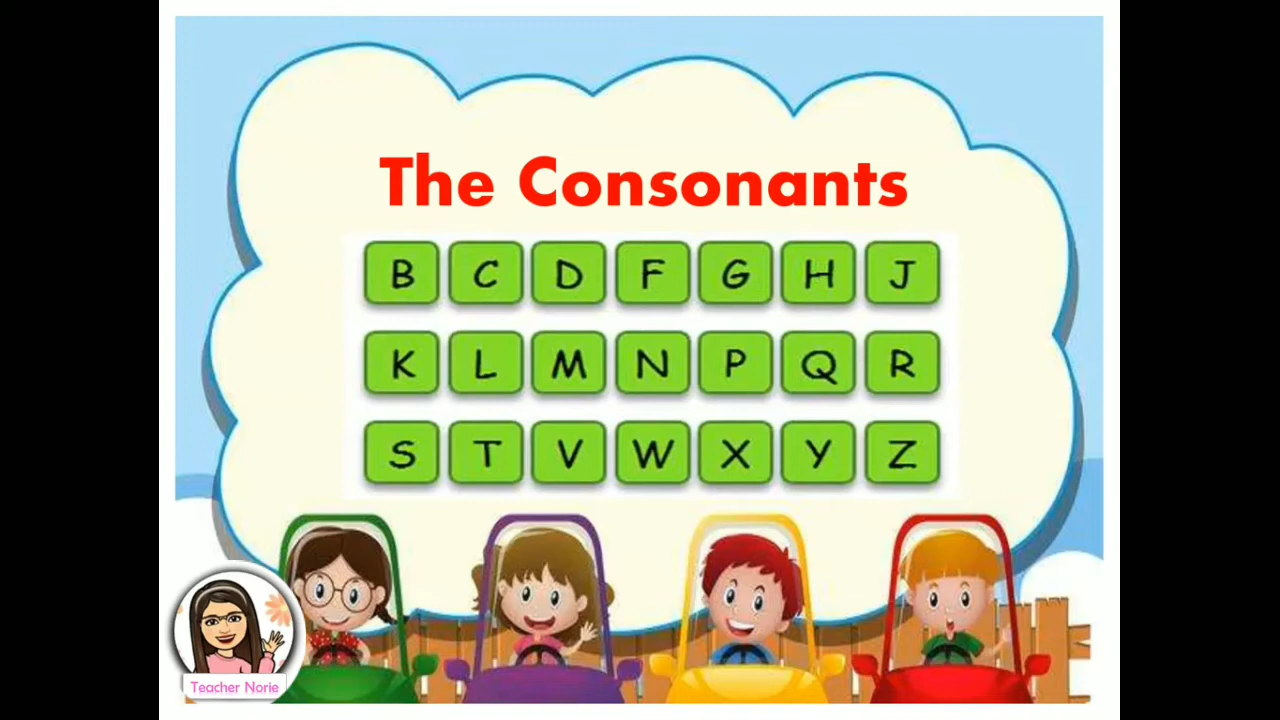 The Consonants
B C D F G H J
K L M N P Q R
S T V W X Y Z
Teacher Norie